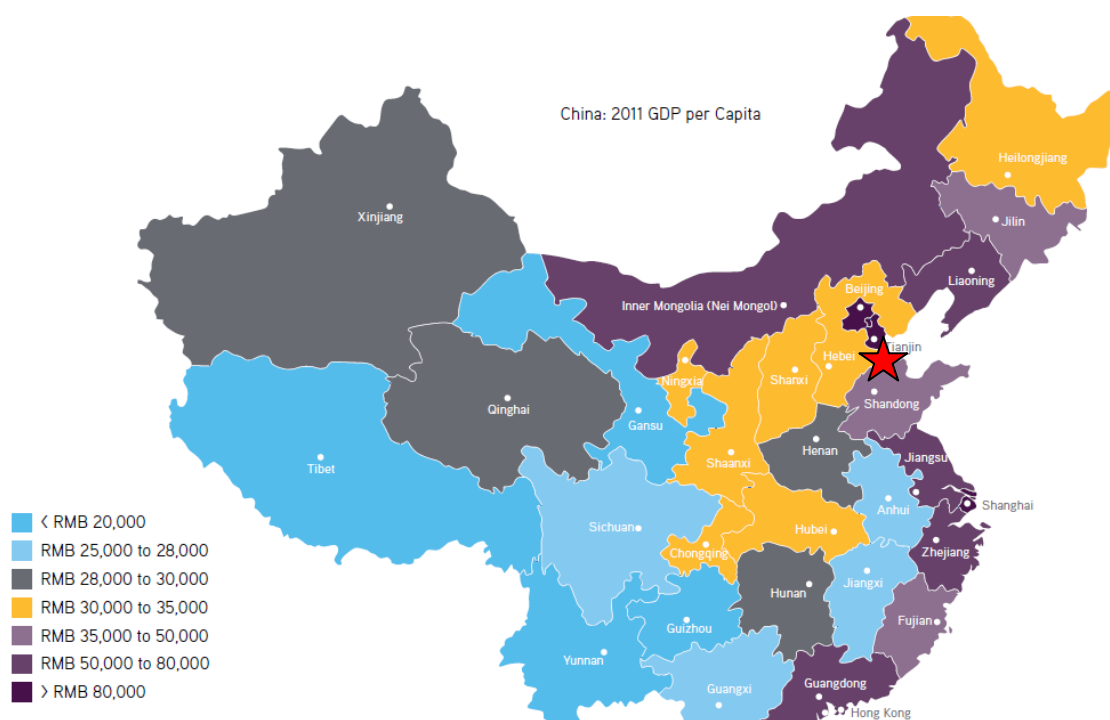 China: 2011 GDP per Capita
Heilongjiang
Xinjiang
Jilin
Liaoning
Beijing
Inner Mongolia (Nei Mongol)
Tianjin
Hebei
Ningxia
Shanxi
Shandong
Qinghai
Gansu
Henan
Shaanxi
Jiangsu
Tibet
Shanghai
Anhui
Sichuan
Hubei
Chongqing
Zhejiang
Jiangxi
Hunan
Fujian
Guizhou
Yunnan
Guangxi
Guangdong
Hong Kong
< RMB 20,000
RMB 25,000 to 28,000
RMB 28,000 to 30,000
RMB 30,000 to 35,000
RMB 35,000 to 50,000
RMB 50,000 to 80,000
> RMB 80,000